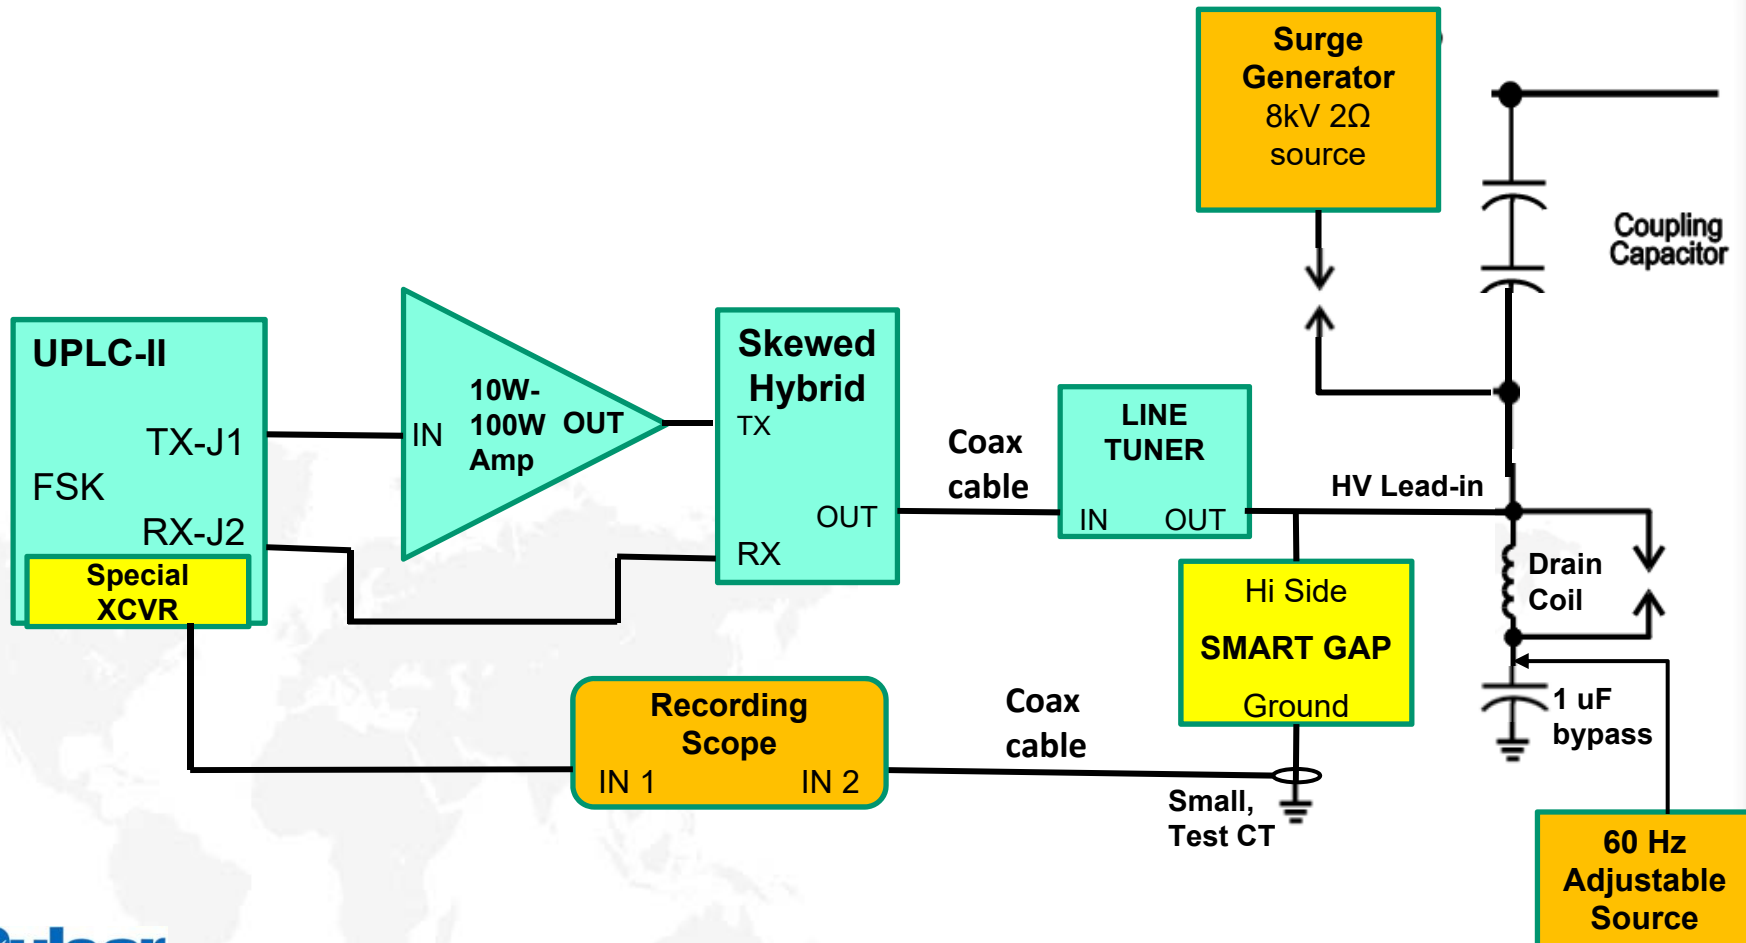 Surge
Generator
8kV 2Ω
source
Coupling
Capacitor
UPLC-II
TX-J1
FSK
RX-J2
Special
XCVR
10W-
100W
Amp
IN
OUT
Skewed
Hybrid
TX
OUT
RX
Coax
cable
LINE
TUNER
IN OUT
HV Lead-in
Hi Side
SMART GAP
Ground
Drain
Coil
1 uF
bypass
Recording
Scope
IN 1 IN 2
Coax
cable
Small,
Test CT
60 Hz
Adjustable
Source